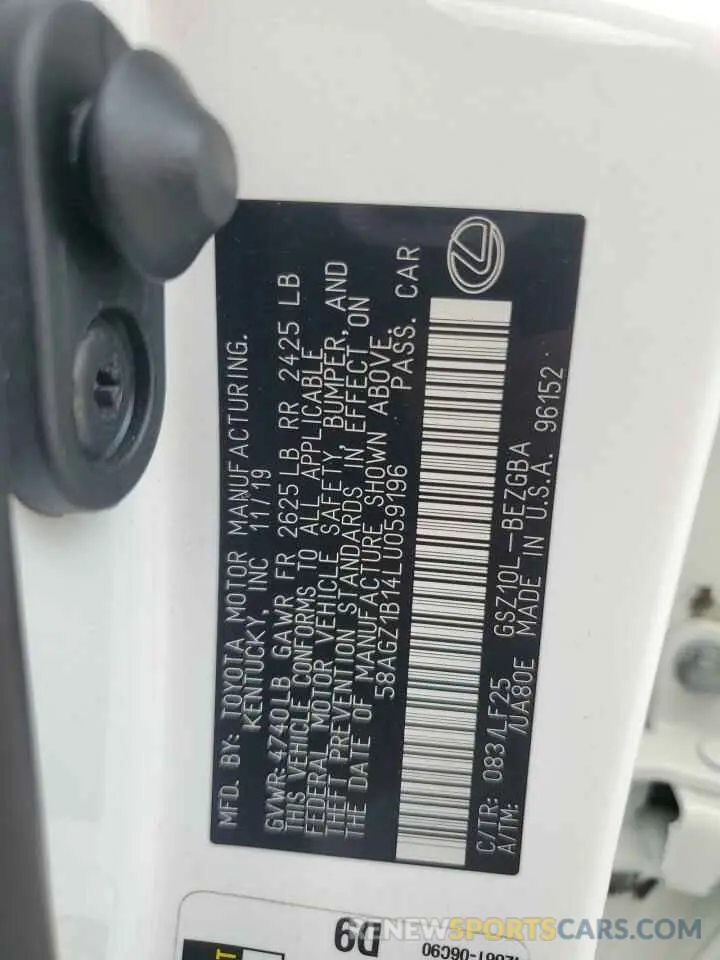 MFD. BY: TOYOTA MOTOR MANUFACTURING.
KENTUCKY, INC 11/19
GVWR: 4740LB GAWR FR 2625 LB RR 2425 LB
THIS VEHICLE CONFORMS TO ALL APPLICABLE
FEDERAL MOTOR VEHICLE SAFETY, BUMPER, AND
THEFT PREVENTION STANDARDS IN EFFECT ON
THE DATE OF MANUFACTURE SHOWN ABOVE.
58AGZ1B14LU059196 PASS. CAR
C/TR: 083/LF25 GSZ10L-BEZGBA
A/TM: /UA80E MADE IN U.S.A. 96152
D9
RENEWSPORTSCARS.COM